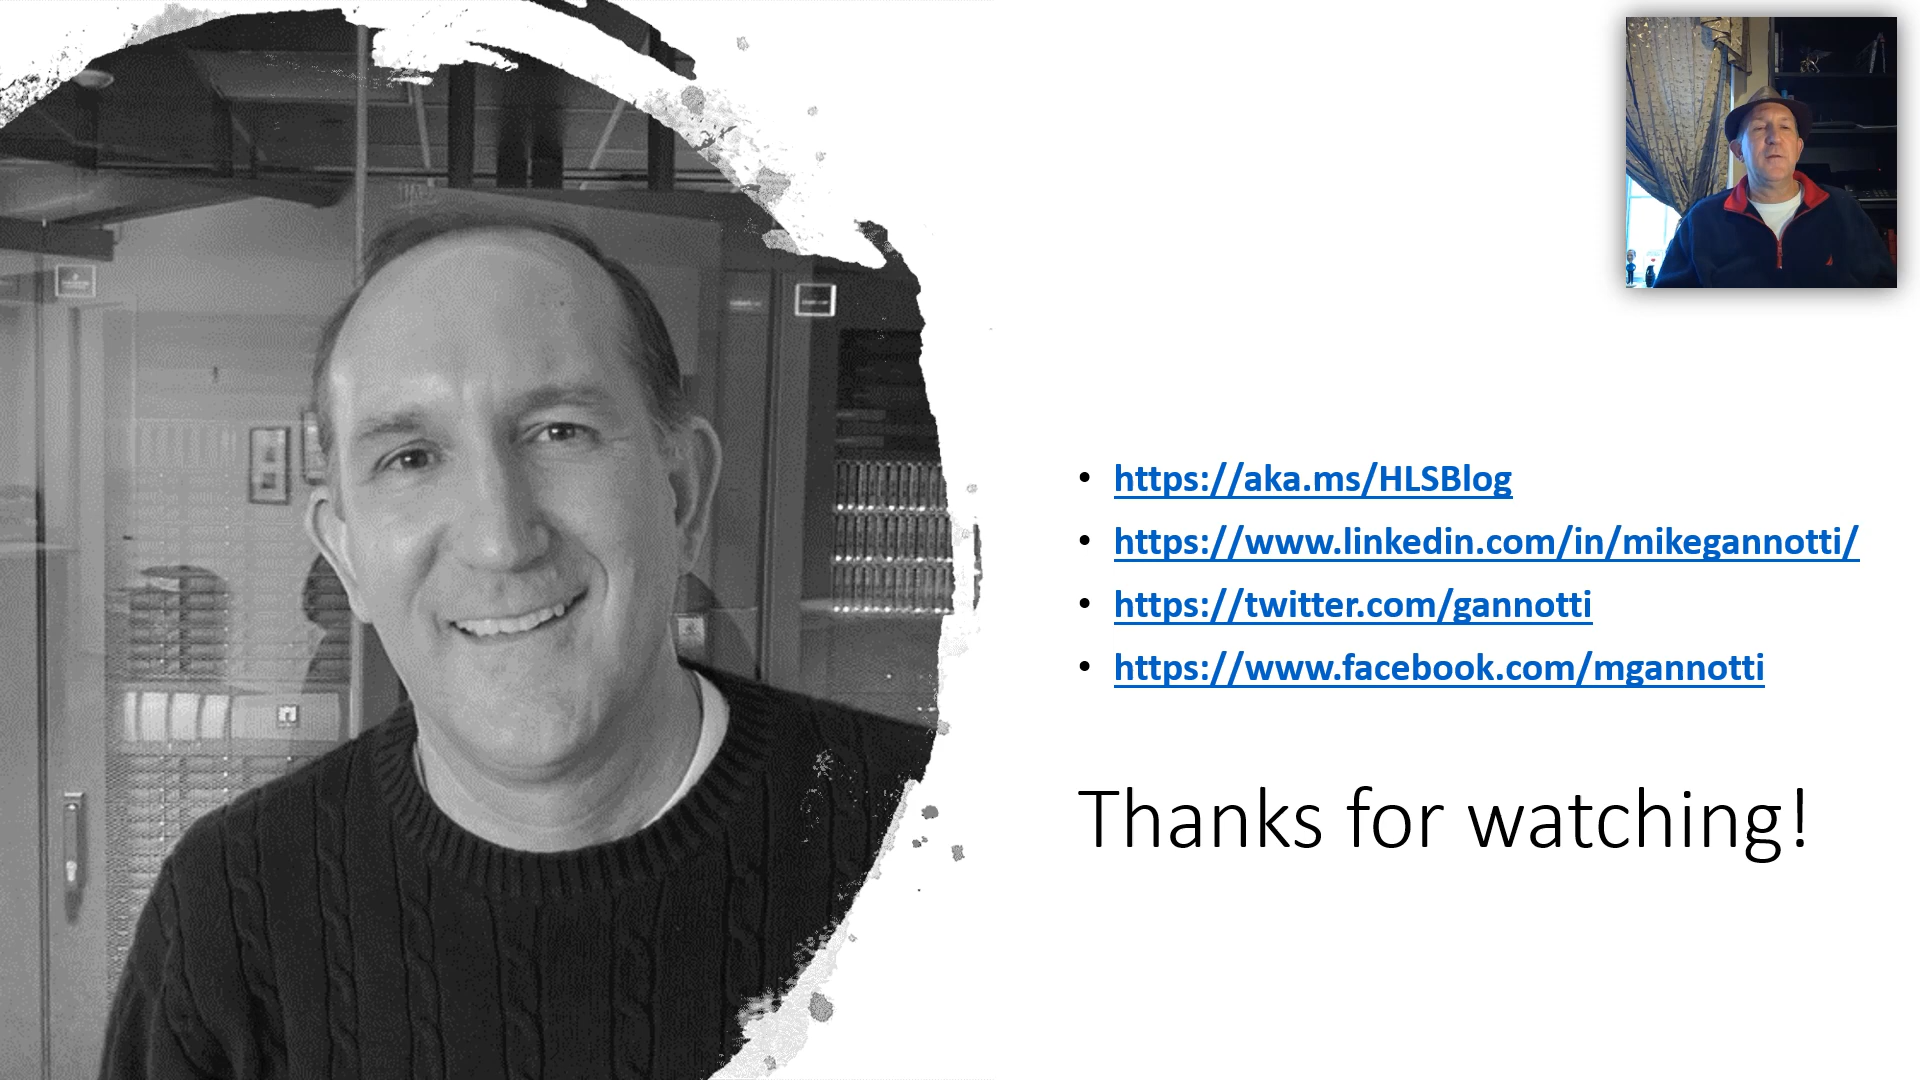 https://aka.ms/HLSBlog
https://www.linkedin.com/in/mikegannotti/
https://twitter.com/gannotti
https://www.facebook.com/mgannotti
Thanks for watching!